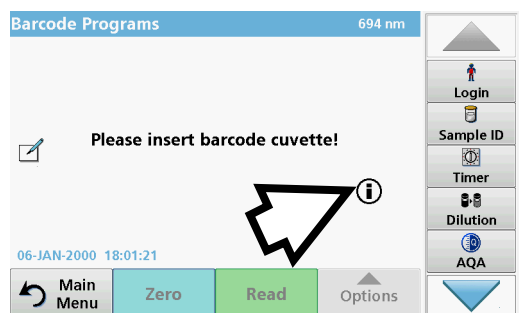 Barcode Programs 694 nm
Please insert barcode cuvette!
i
06-JAN-2000 18:01:21
Main
Menu
Zero
Read
Options
Login
Sample ID
Timer
Dilution
AQA